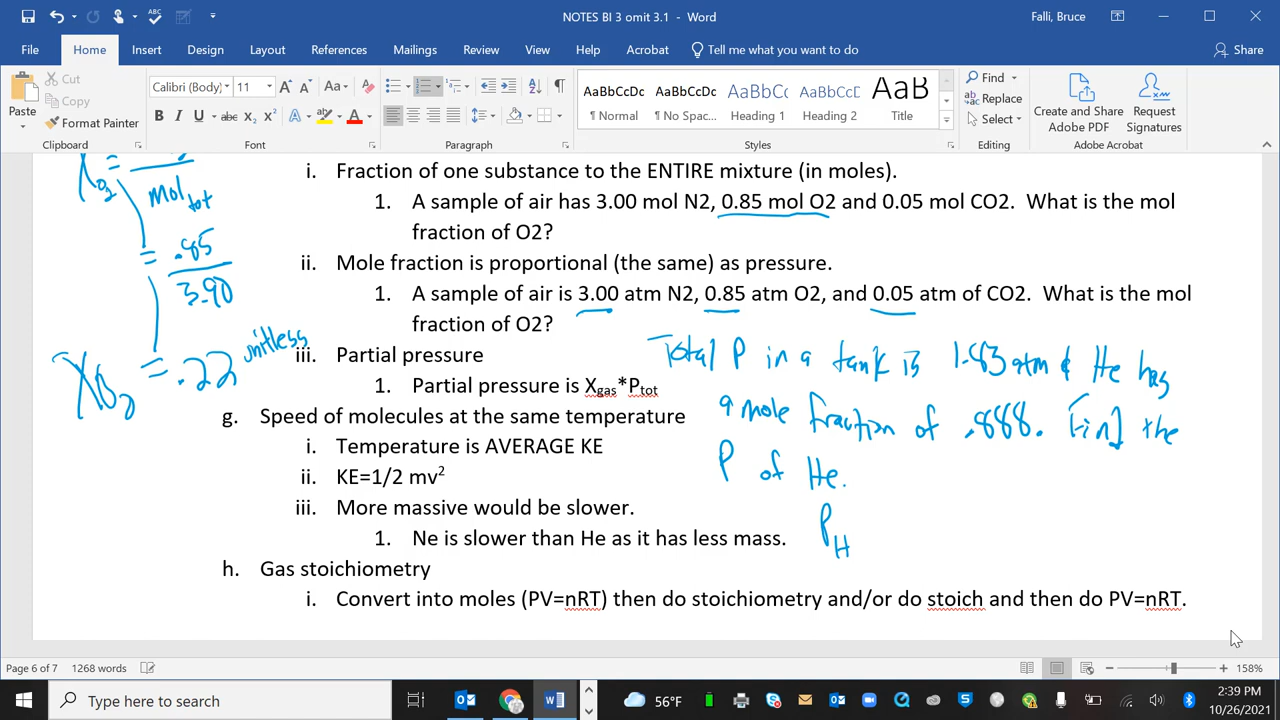 NOTES BI 3 omit 3.1 - Word
Falli, Bruce
File Home Insert Design Layout References Mailings Review View Help Acrobat Tell me what you want to do Share
Cut
Copy
Format Painter
Paste
Clipboard
Calibri (Body) 11
Font
Paragraph
AaBbCcDc AaBbCcDc AaBbCc AaBbCcD AaB
¶ Normal ¶ No Spac... Heading 1 Heading 2 Title
Styles
Find
Replace
Select
Editing
Create and Share Adobe PDF
Request Signatures
Adobe Acrobat
i. Fraction of one substance to the ENTIRE mixture (in moles).
1. A sample of air has 3.00 mol N2, 0.85 mol O2 and 0.05 mol CO2. What is the mol
fraction of O2?
ii. Mole fraction is proportional (the same) as pressure.
1. A sample of air is 3.00 atm N2, 0.85 atm O2, and 0.05 atm of CO2. What is the mol
fraction of O2?
iii. Partial pressure
1. Partial pressure is Xgas*Ptot
g. Speed of molecules at the same temperature
i. Temperature is AVERAGE KE
ii. KE=1/2 mv²
iii. More massive would be slower.
1. Ne is slower than He as it has less mass.
h. Gas stoichiometry
i. Convert into moles (PV=nRT) then do stoichiometry and/or do stoich and then do PV=nRT.
XO2 =
mol tot
= .85
3.90
XO2 = .22 unitless
Total P in a tank is 1.83 atm & He has
a mole fraction of .888. Find the
P of He.
PH
Page 6 of 7 1268 words
158%
Type here to search
56°F
2:39 PM
10/26/2021